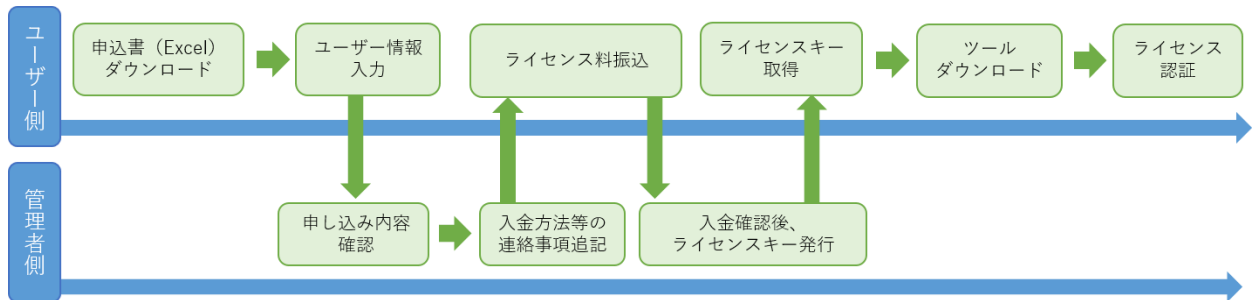 ユーザー側
申込書（Excel）
ダウンロード
ユーザー情報
入力
ライセンス料振込
ライセンスキー
取得
ツール
ダウンロード
ライセンス
認証
管理者側
申し込み内容
確認
入金方法等の
連絡事項追記
入金確認後、
ライセンスキー発行